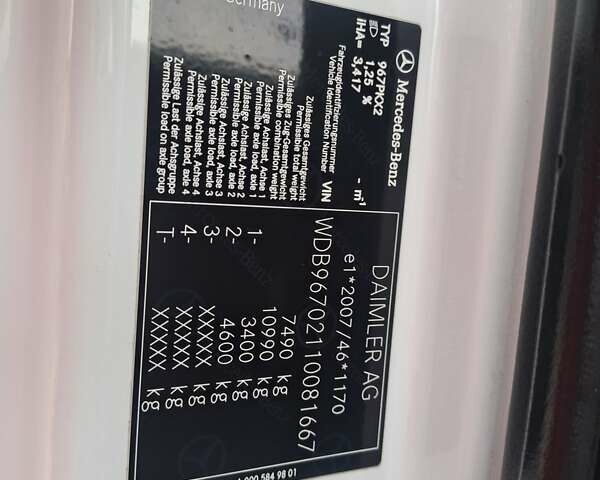 Mercedes-Benz
DAIMLER AG
TYP 967PKX2
1,25 %
IHA= 3,417 - m⁻¹
e1*2007/46*1170
Fahrzeugidentifizierungsnummer
Vehicle Identification Number VIN
WDB9670211008 1667
Zulässiges Gesamtgewicht
Permissible total weight 7490 kg
Zulässiges Zug-Gesamtgewicht
Permissible combination weight 10990 kg
Zulässige Achslast, Achse 1
Permissible axle load, axle 1 1- 3400 kg
Zulässige Achslast, Achse 2
Permissible axle load, axle 2 2- 4600 kg
Zulässige Achslast, Achse 3
Permissible axle load, axle 3 3- XXXXX kg
Zulässige Achslast, Achse 4
Permissible axle load, axle 4 4- XXXXX kg
Zulässige Last der Achsgruppe
Permissible load on axle group T- XXXXX kg
Germany
000 584 98 01